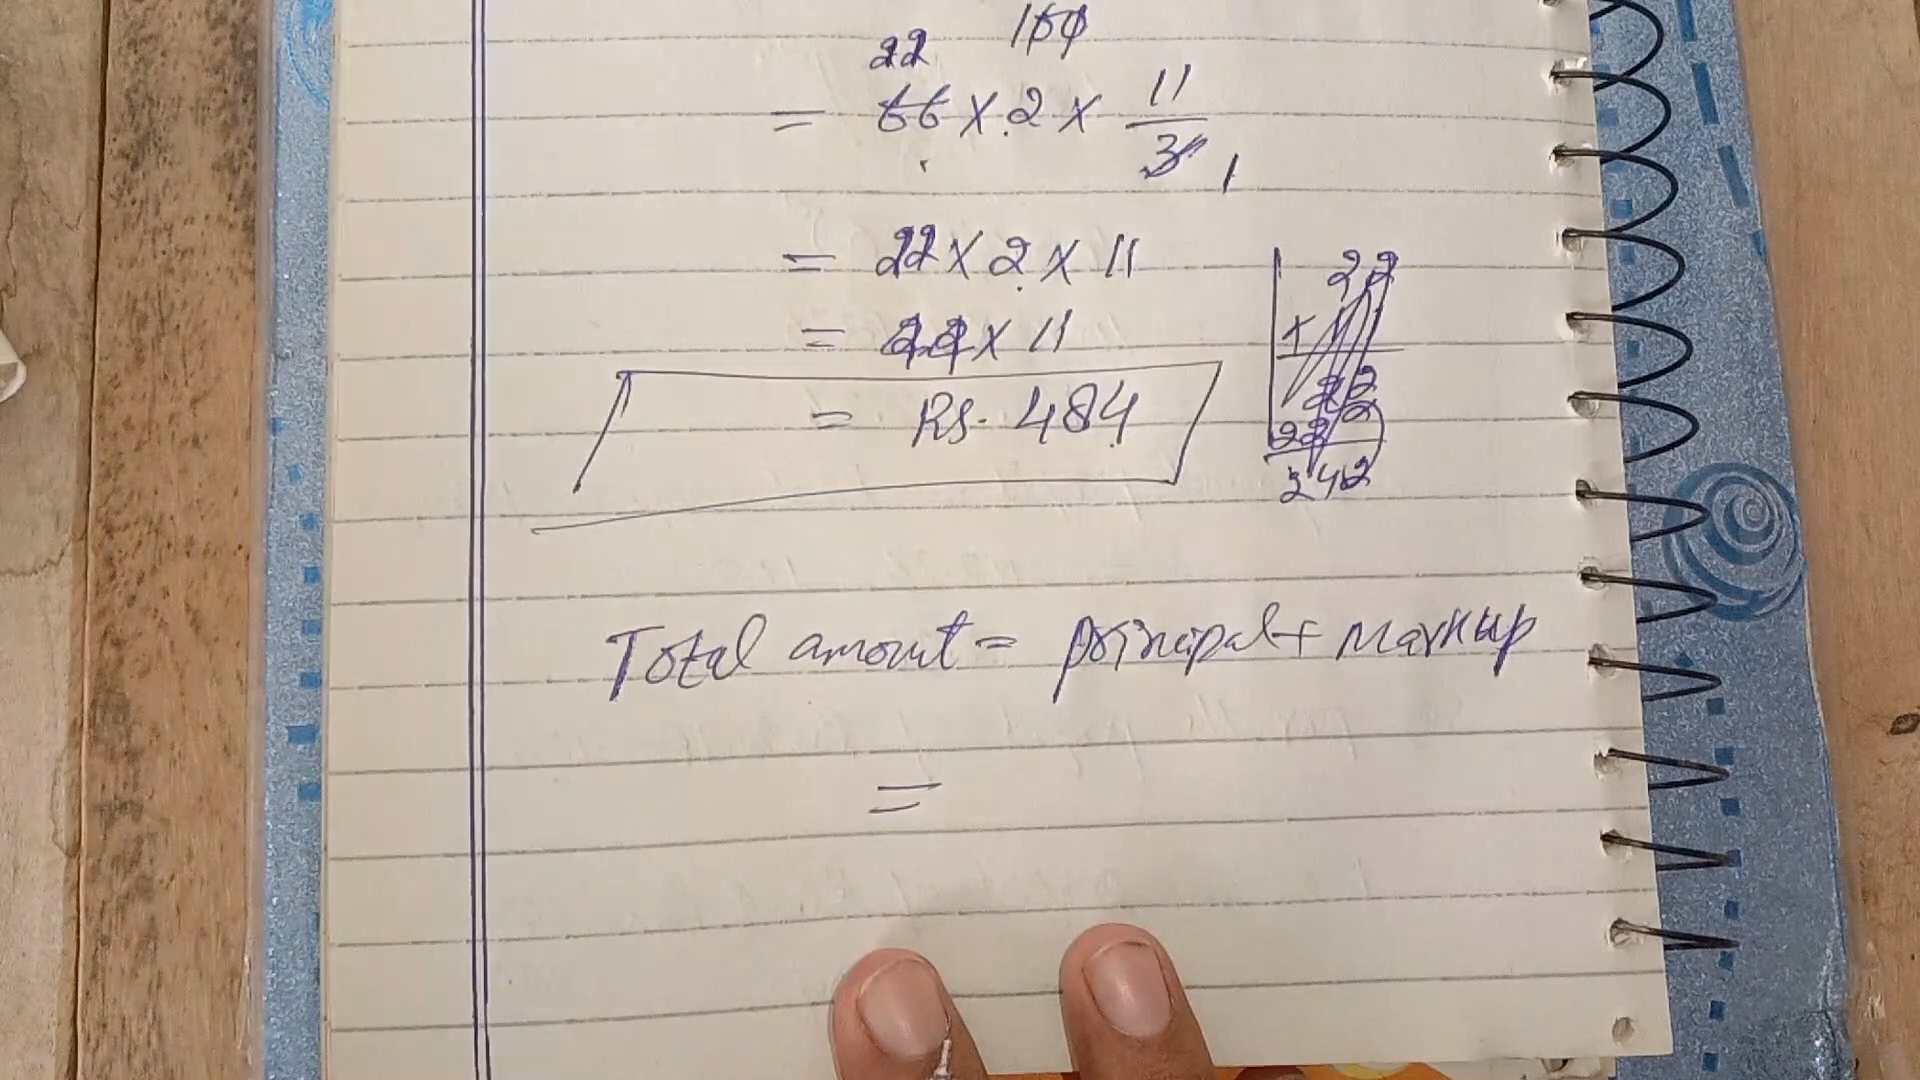 22
= 66 × 2 × 11/3 1
= 22 × 2 × 11
= 44 × 11
= RS. 484
22
×
22
22
242
Total amount = principal + Markup
=